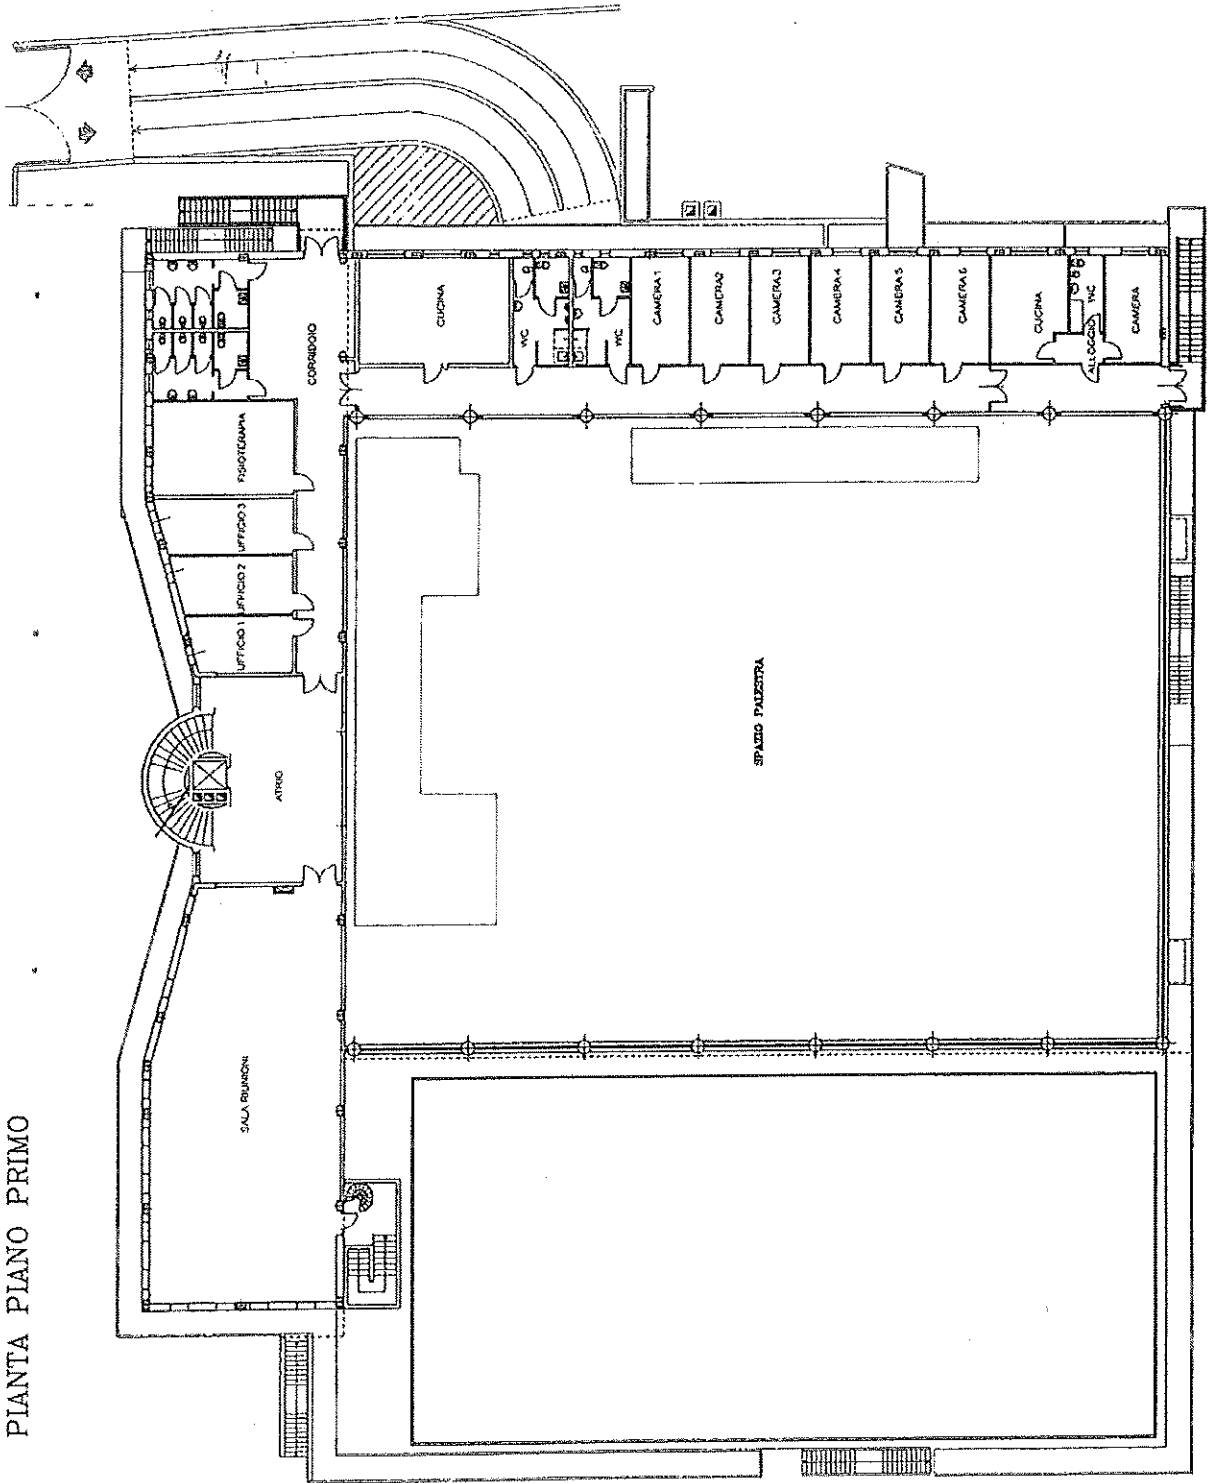 PIANTA PIANO PRIMO
SALA RIUNIONI
ATRIO
UFFICIO 1
UFFICIO 2
UFFICIO 3
FISIOTERAPIA
CORRIDOIO
CUCINA
WC
WC
CAMERA 1
CAMERA 2
CAMERA 3
CAMERA 4
CAMERA 5
CAMERA 6
CUCINA
WC
ALLOGGIO
CAMERA
SPAZIO PALESTRA